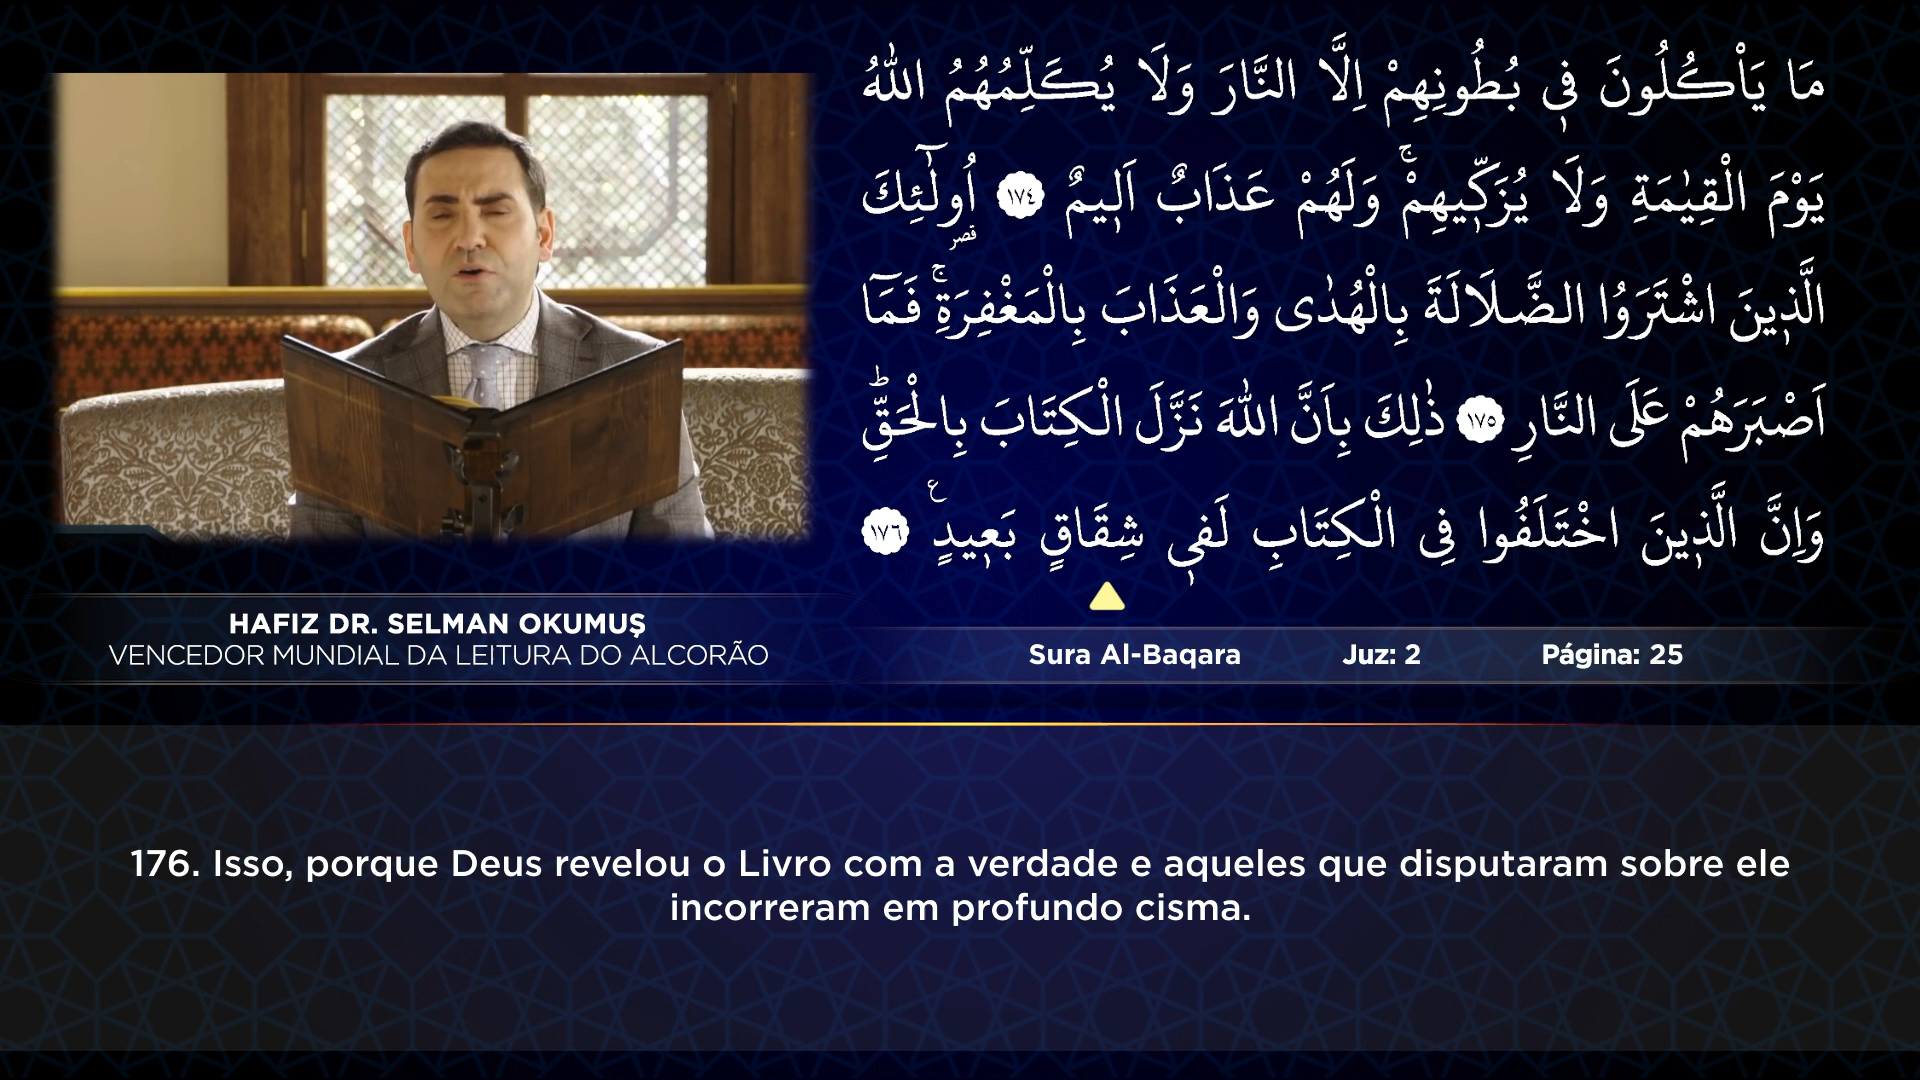 مَا يَأْكُلُونَ فٖي بُطُونِهِمْ اِلَّا النَّارَ وَلَا يُكَلِّمُهُمُ اللّٰهُ
يَوْمَ الْقِيٰمَةِ وَلَا يُزَكّٖيهِمْۚ وَلَهُمْ عَذَابٌ اَلٖيمٌ ﴿١٧٤﴾ اُو۬لٰٓئِكَ
قصر
الَّذٖينَ اشْتَرَوُا الضَّلَالَةَ بِالْهُدٰى وَالْعَذَابَ بِالْمَغْفِرَةِۚ فَمَٓا
اَصْبَرَهُمْ عَلَى النَّارِ ﴿١٧٥﴾ ذٰلِكَ بِاَنَّ اللّٰهَ نَزَّلَ الْكِتَابَ بِالْحَقِّؕ
وَاِنَّ الَّذٖينَ اخْتَلَفُوا فِى الْكِتَابِ لَفٖي شِقَاقٍ بَعٖيدٍ ع ﴿١٧٦﴾
HAFIZ DR. SELMAN OKUMUŞ
VENCEDOR MUNDIAL DA LEITURA DO ALCORÃO
Sura Al-Baqara Juz: 2 Página: 25
176. Isso, porque Deus revelou o Livro com a verdade e aqueles que disputaram sobre ele
incorreram em profundo cisma.